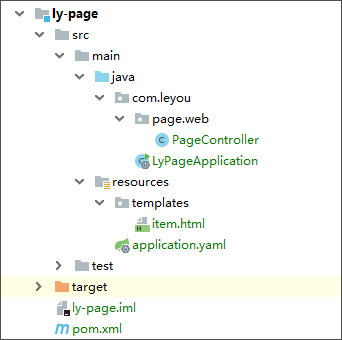 ly-page
src
main
java
com.leyou
page.web
PageController
LyPageApplication
resources
templates
item.html
application.yaml
test
target
ly-page.iml
pom.xml